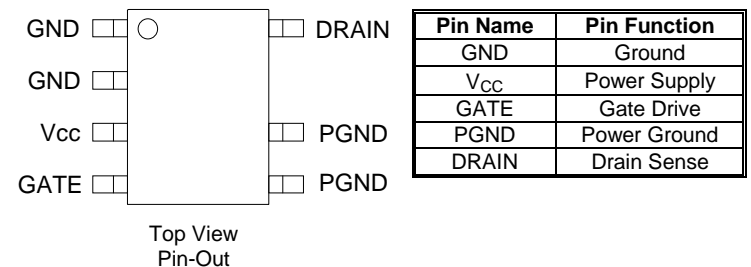 GND DRAIN
GND
Vcc PGND
GATE PGND
Top View
Pin-Out
Pin Name Pin Function
GND Ground
VCC Power Supply
GATE Gate Drive
PGND Power Ground
DRAIN Drain Sense